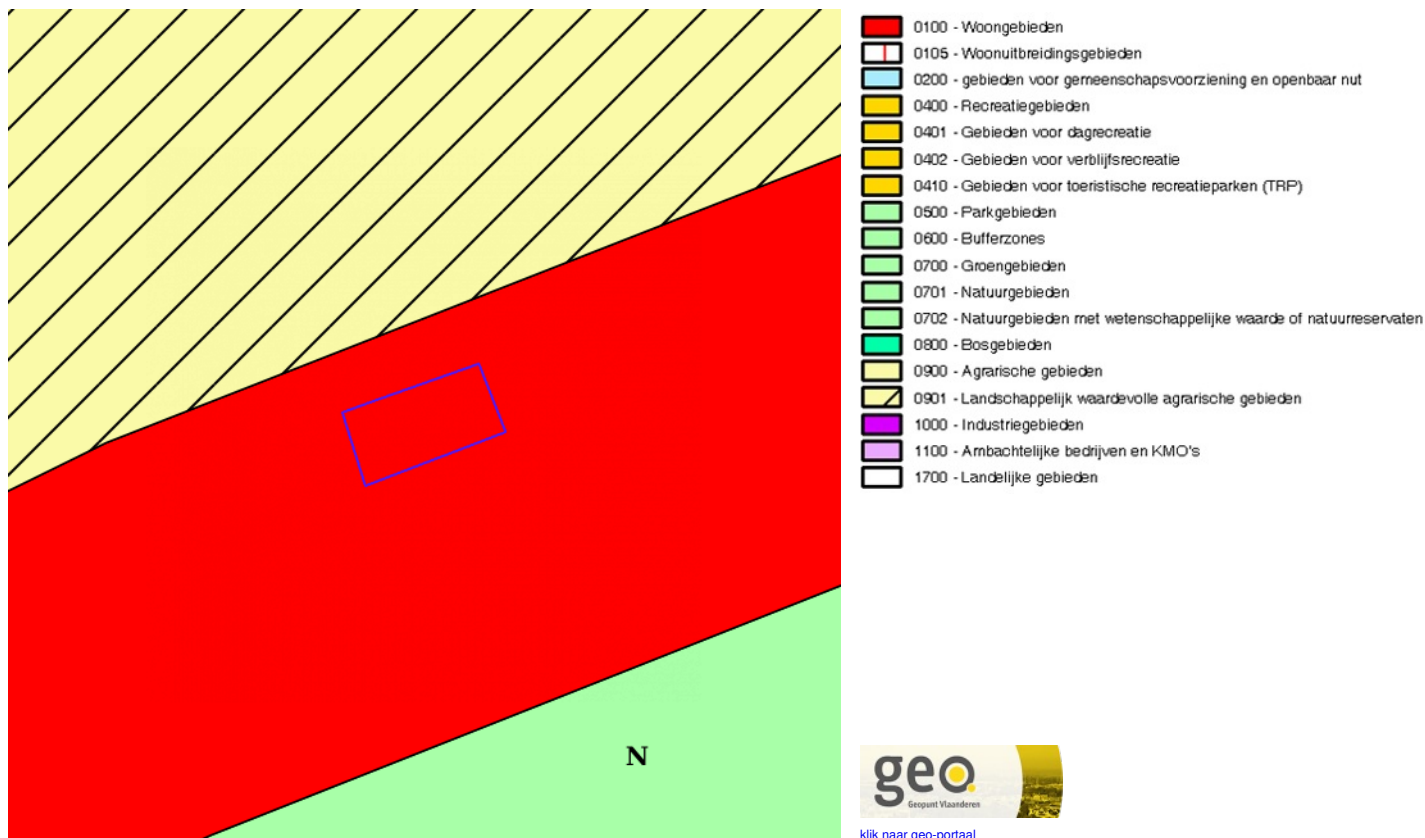 0100 - Woongebieden
0105 - Woonuitbreidingsgebieden
0200 - gebieden voor gemeenschapsvoorziening en openbaar nut
0400 - Recreatiegebieden
0401 - Gebieden voor dagrecreatie
0402 - Gebieden voor verblijfsrecreatie
0410 - Gebieden voor toeristische recreatieparken (TRP)
0500 - Parkgebieden
0600 - Bufferzones
0700 - Groengebieden
0701 - Natuurgebieden
0702 - Natuurgebieden met wetenschappelijke waarde of natuurreservaten
0800 - Bosgebieden
0900 - Agrarische gebieden
0901 - Landschappelijk waardevolle agrarische gebieden
1000 - Industriegebieden
1100 - Ambachtelijke bedrijven en KMO's
1700 - Landelijke gebieden
N
geo.
Geopunt Vlaanderen
klik naar geo-portaal